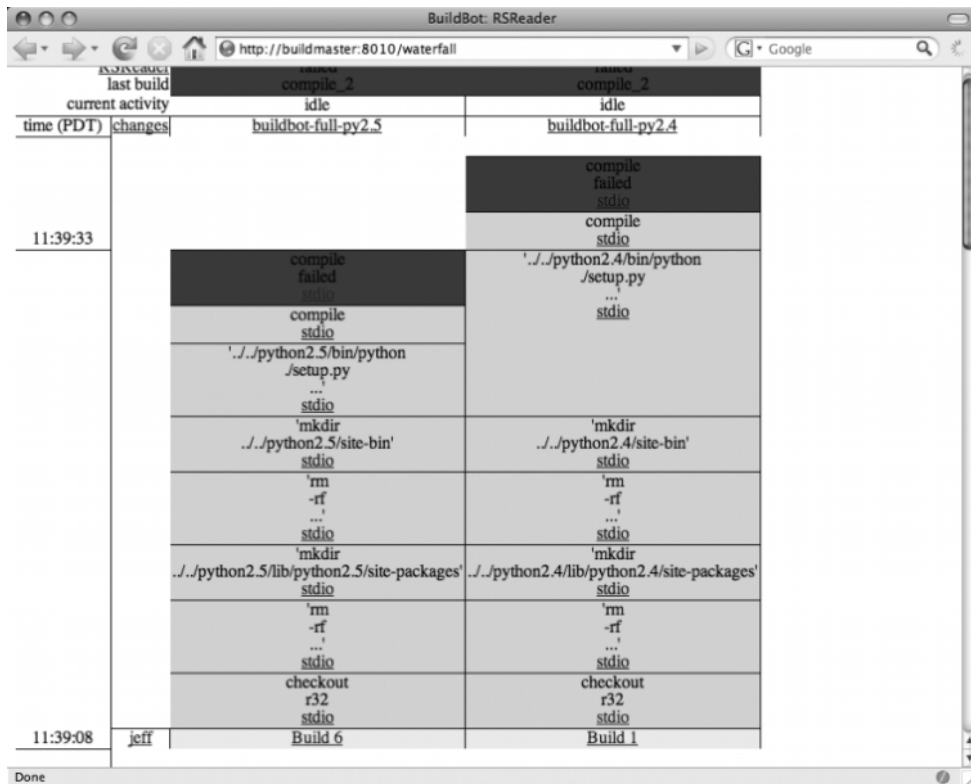 BuildBot: RSReader
http://buildmaster:8010/waterfall
G Google
RSReader failed failed
last build compile_2 compile_2
current activity idle idle
time (PDT) changes buildbot-full-py2.5 buildbot-full-py2.4
compile
failed
stdio
compile
stdio
11:39:33
compile
failed
stdio
compile
stdio
'../../python2.5/bin/python
./setup.py
...'
stdio
'../../python2.4/bin/python
./setup.py
...'
stdio
'mkdir
../../python2.5/site-bin'
stdio
'mkdir
../../python2.4/site-bin'
stdio
'rm
-rf
...'
stdio
'rm
-rf
...'
stdio
'mkdir
../../python2.5/lib/python2.5/site-packages'
stdio
'mkdir
../../python2.4/lib/python2.4/site-packages'
stdio
'rm
-rf
...'
stdio
'rm
-rf
...'
stdio
checkout
r32
stdio
checkout
r32
stdio
11:39:08 jeff Build 6 Build 1
Done